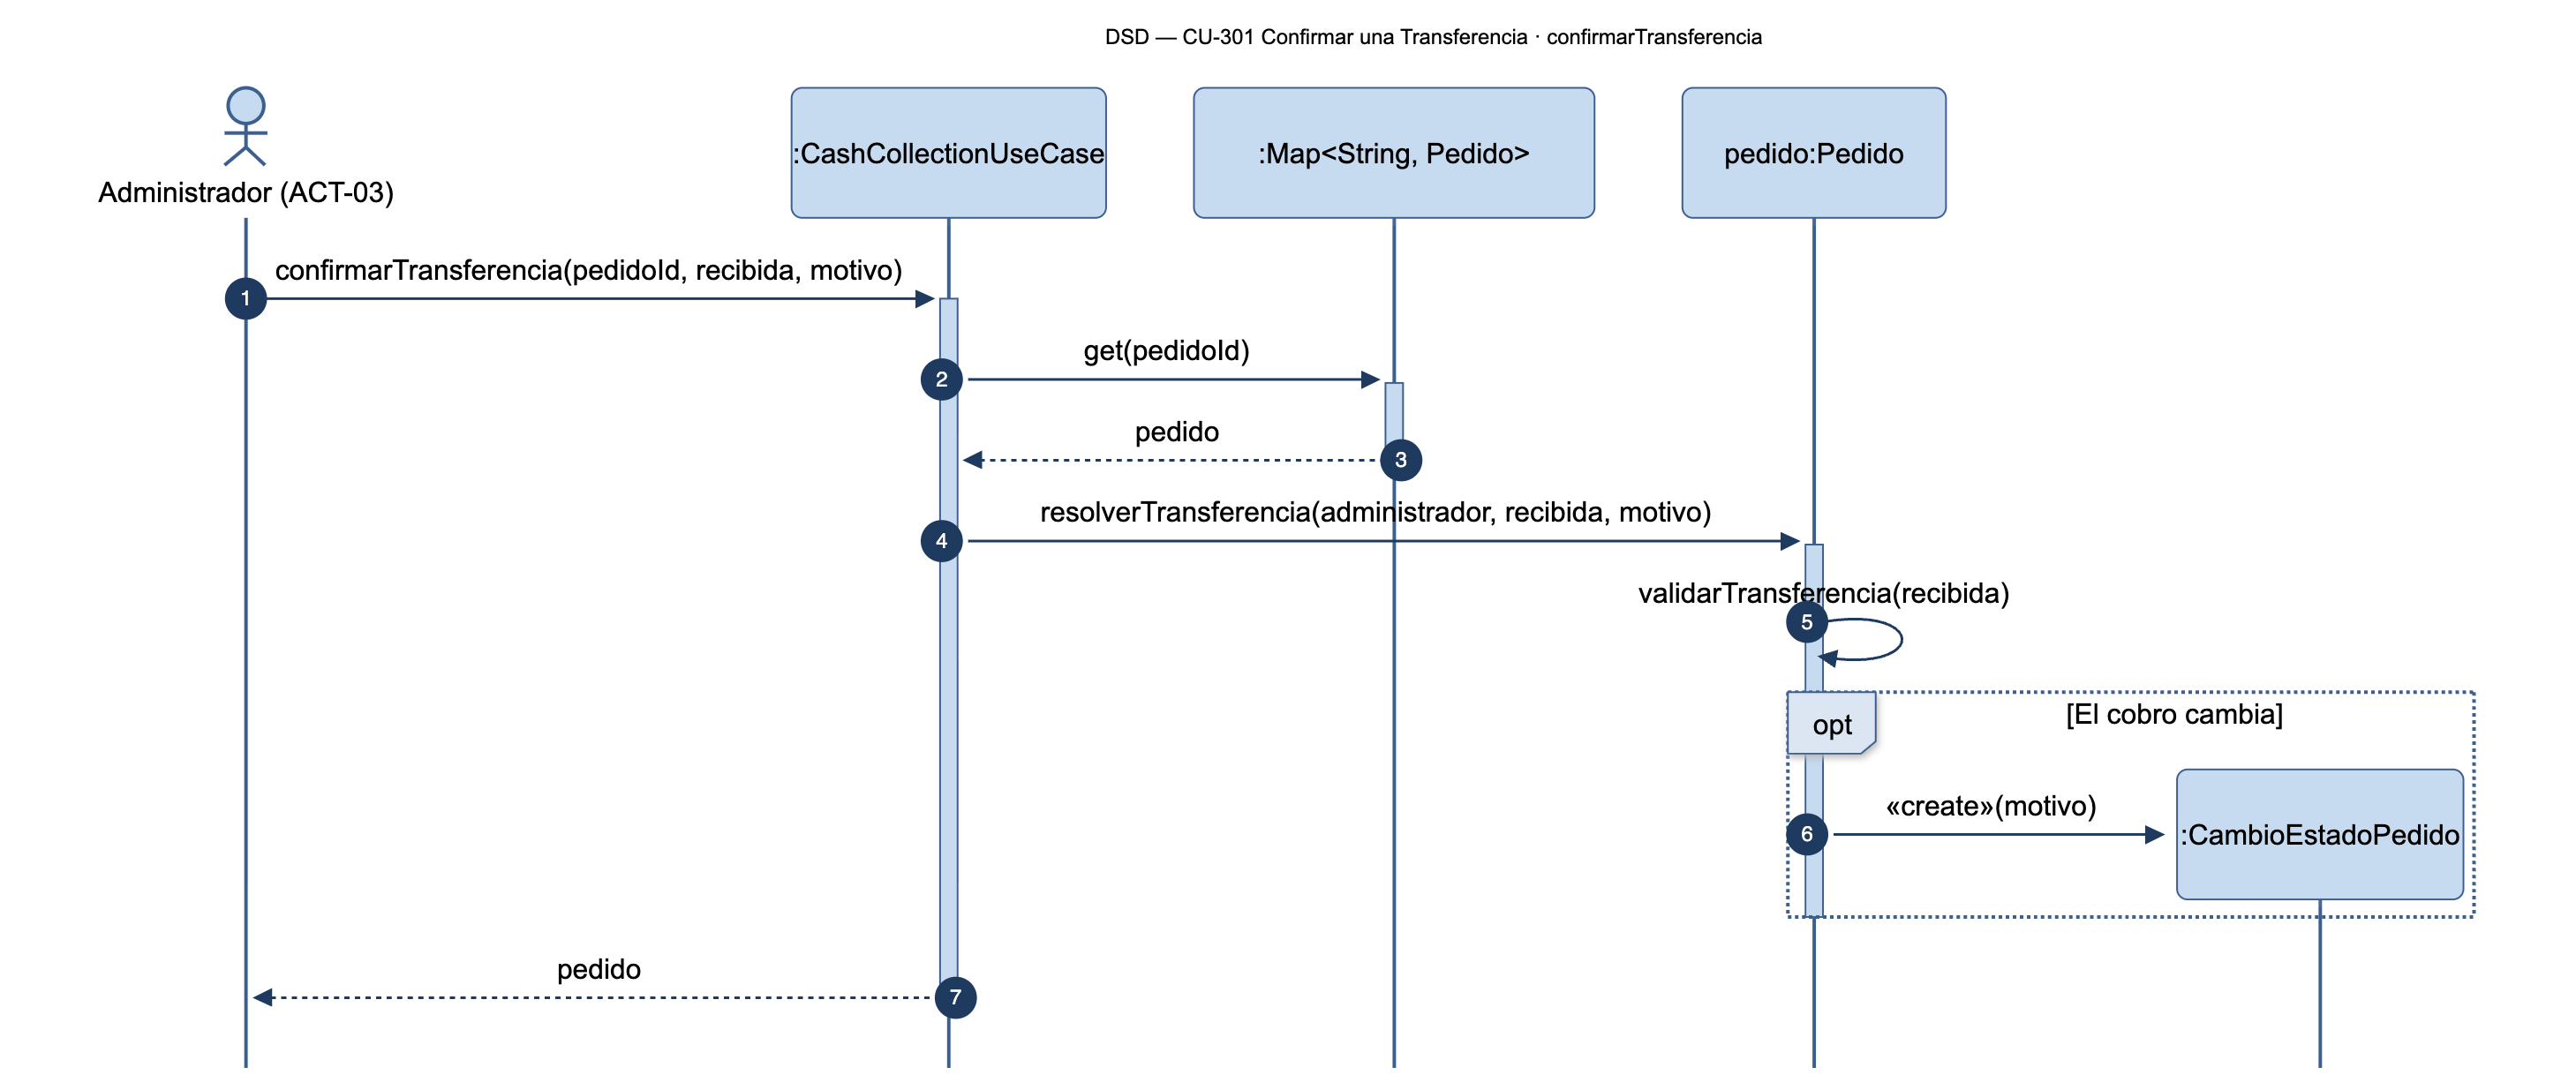 DSD — CU-301 Confirmar una Transferencia · confirmarTransferencia
Administrador (ACT-03)
:CashCollectionUseCase
:Map<String, Pedido>
pedido:Pedido
confirmarTransferencia(pedidoId, recibida, motivo)
1
get(pedidoId)
2
pedido
3
resolverTransferencia(administrador, recibida, motivo)
4
validarTransferencia(recibida)
5
opt
[El cobro cambia]
«create»(motivo)
6
:CambioEstadoPedido
pedido
7